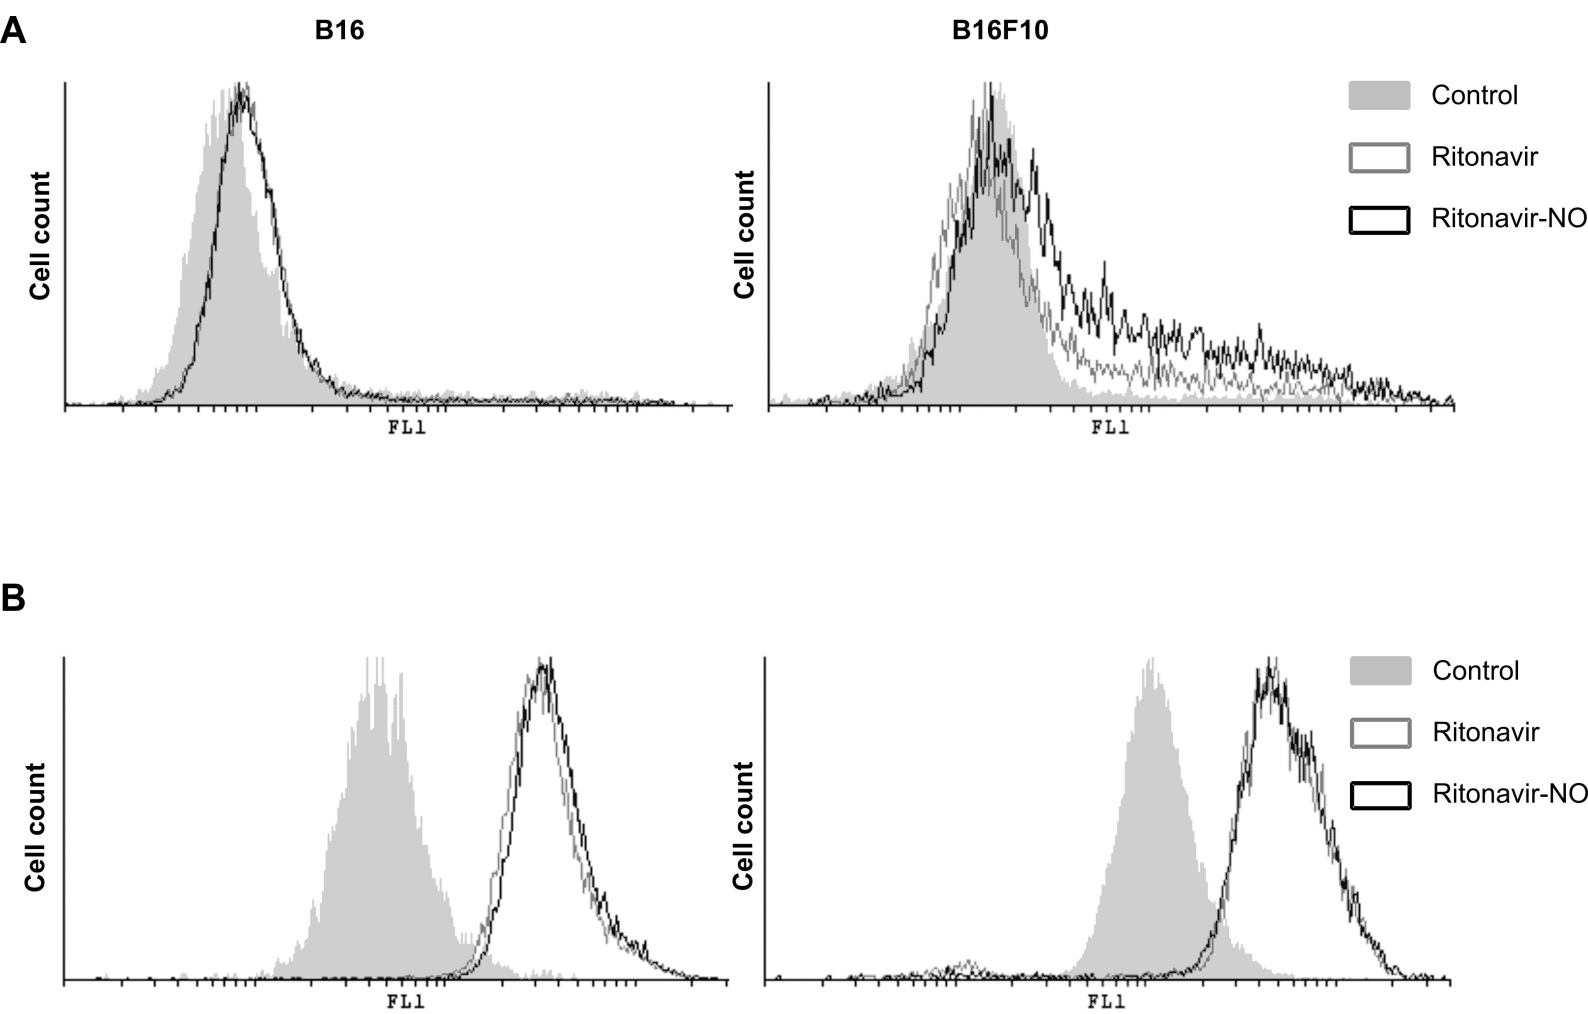 A
B16
B16F10
Cell count
FL1
Cell count
FL1
Control
Ritonavir
Ritonavir-NO
B
Cell count
FL1
Cell count
FL1
Control
Ritonavir
Ritonavir-NO